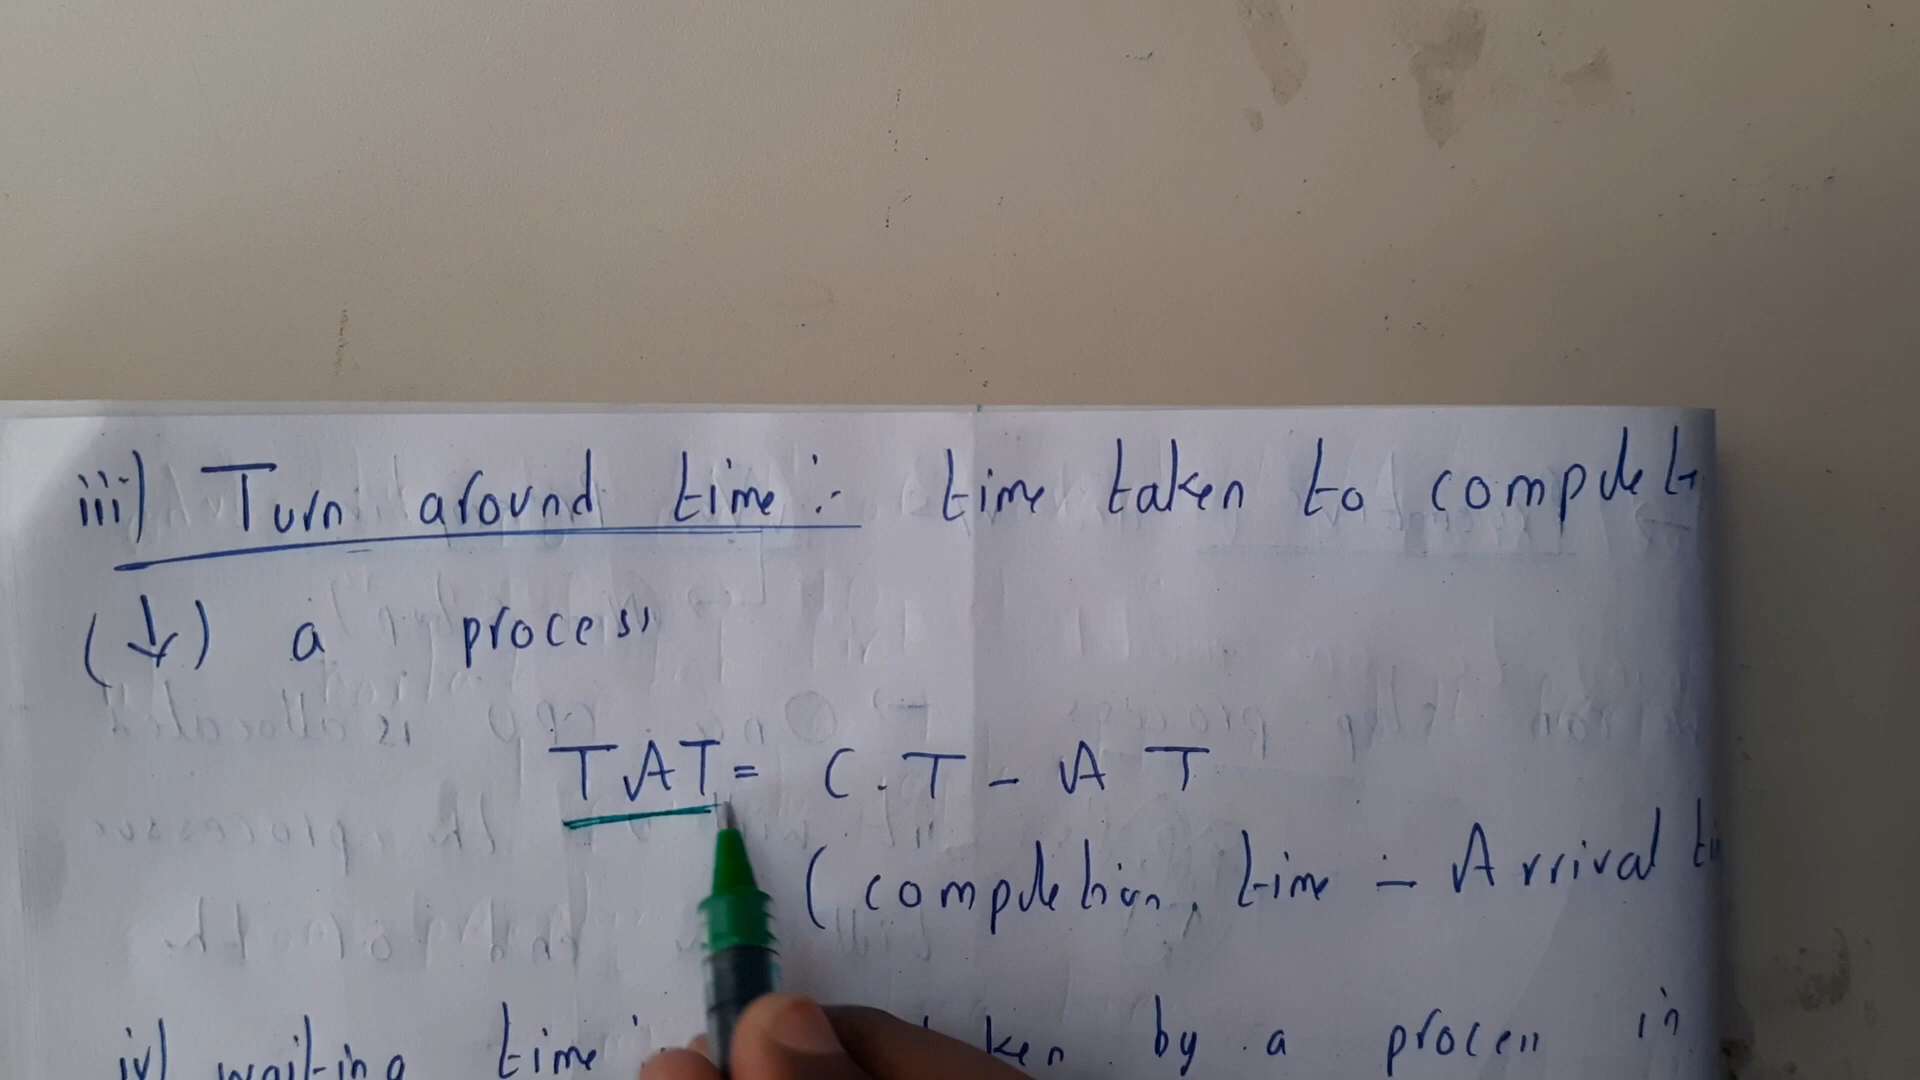 iii) Turn around time :- time taken to complete
(↓) a process
TAT = C.T - A T
(completion time - Arrival
iv) waiting time by a process in